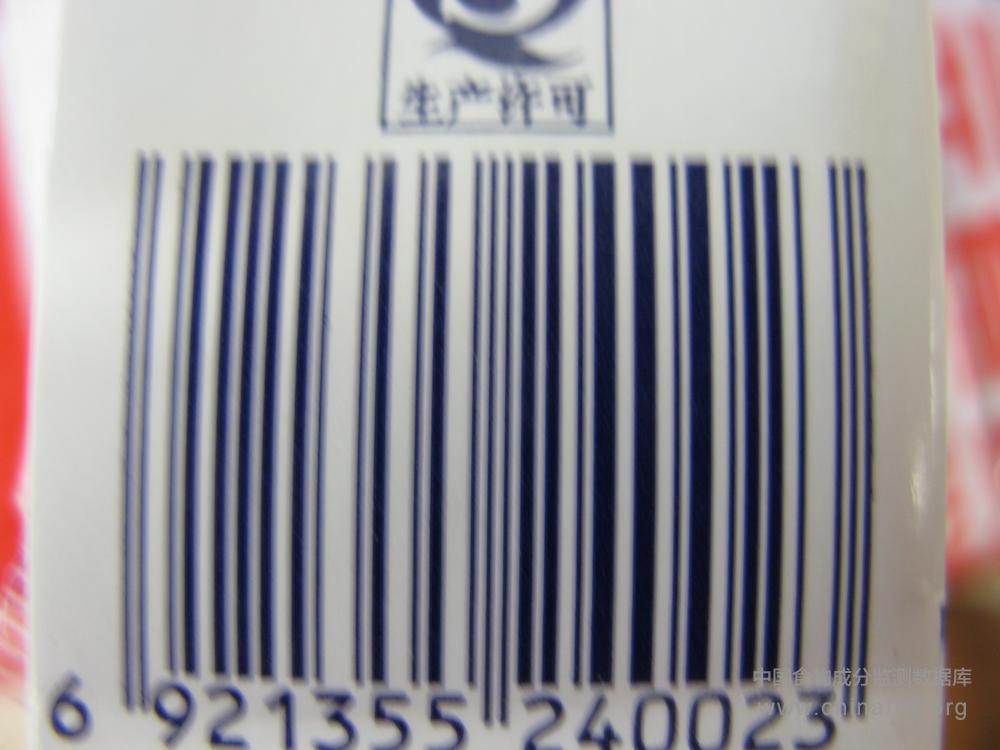 生产许可
6 921355 240023
中国食物成分监测数据库
www.chinafcd.org